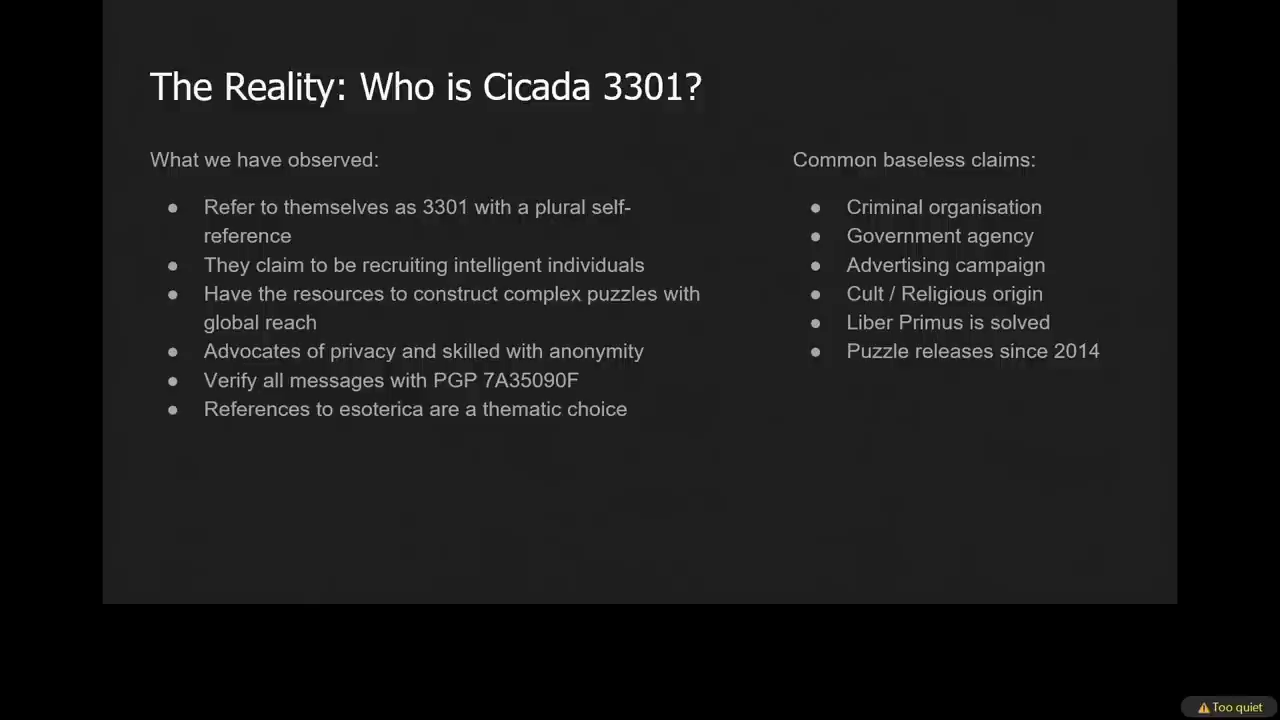 The Reality: Who is Cicada 3301?
What we have observed:
● Refer to themselves as 3301 with a plural self-
reference
● They claim to be recruiting intelligent individuals
● Have the resources to construct complex puzzles with
global reach
● Advocates of privacy and skilled with anonymity
● Verify all messages with PGP 7A35090F
● References to esoterica are a thematic choice
Common baseless claims:
● Criminal organisation
● Government agency
● Advertising campaign
● Cult / Religious origin
● Liber Primus is solved
● Puzzle releases since 2014
Too quiet